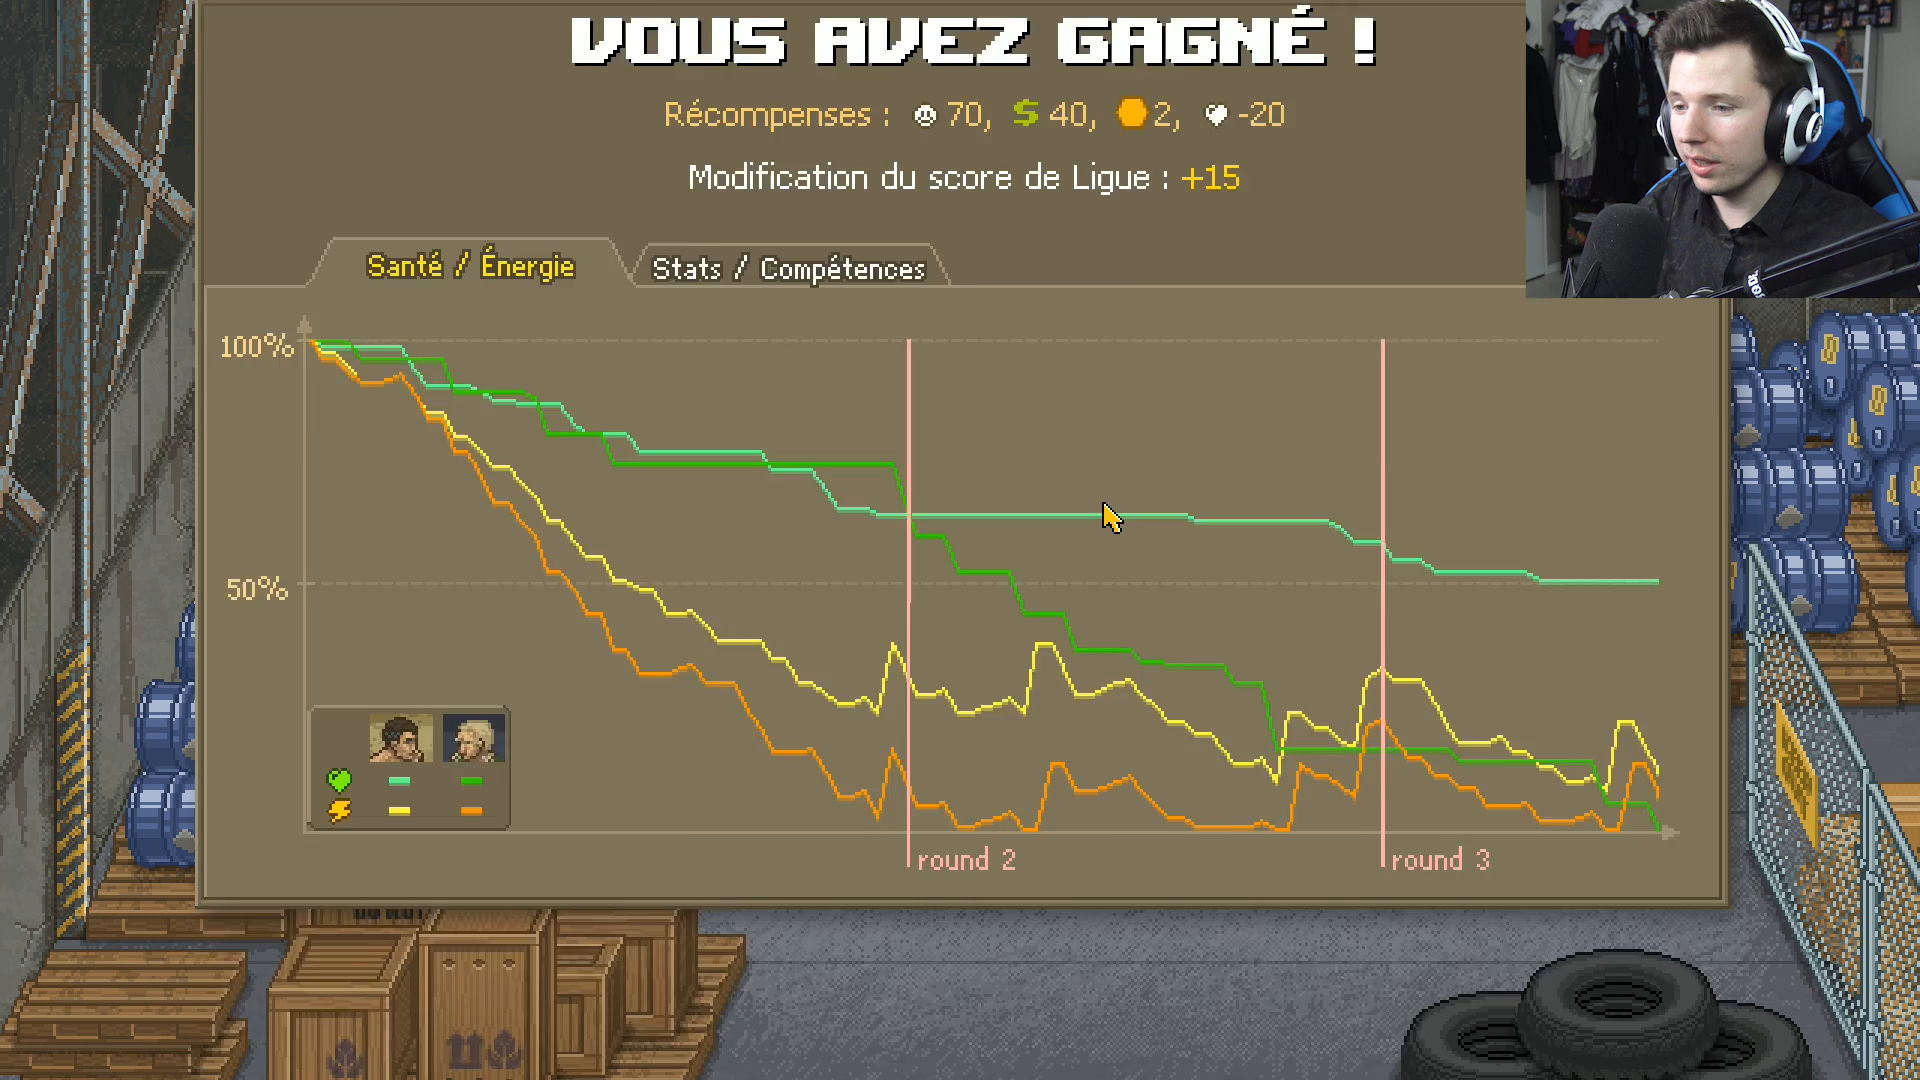 VOUS AVEZ GAGNÉ !
Récompenses : 70, 40, 2, -20
Modification du score de Ligue : +15
Santé / Énergie
Stats / Compétences
100%
50%
round 2
round 3